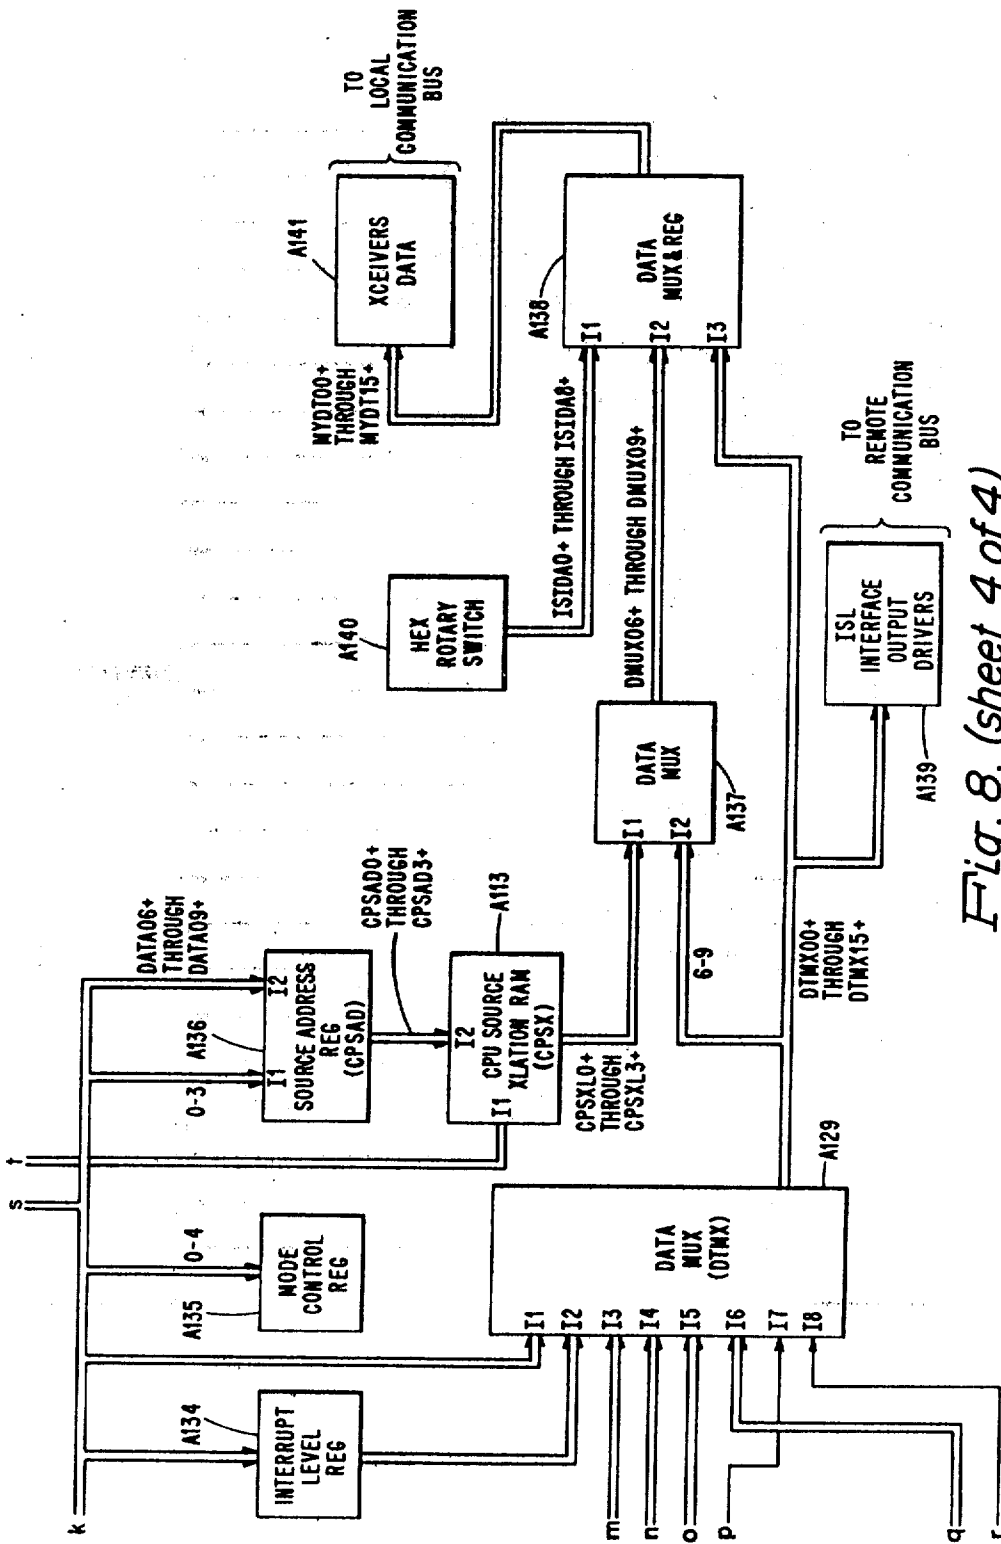 k
s
t
A134
INTERRUPT
LEVEL
REG
A135
MODE
CONTROL
REG
0-4
0-3
A136
I1
I2
SOURCE ADDRESS
REG
(CPSAD)
DATA06+
THROUGH
DATA09+
CPSAD0+
THROUGH
CPSAD3+
A113
I1
I2
CPU SOURCE
XLATION RAM
(CPSX)
CPSXL0+
THROUGH
CPSXL3+
m
n
o
p
q
r
I1
I2
I3
I4
I5
I6
I7
I8
DATA
MUX
(DTMX)
A129
6-9
DTMX00+
THROUGH
DTMX15+
I1
I2
DATA
MUX
A137
A140
HEX
ROTARY
SWITCH
ISIDA0+ THROUGH ISIDA8+
DMUX06+ THROUGH DMUX09+
A139
ISL
INTERFACE
OUTPUT
DRIVERS
TO
REMOTE
COMMUNICATION
BUS
A138
I1
I2
I3
DATA
MUX & REG
MYDT00+
THROUGH
MYDT15+
A141
XCEIVERS
DATA
TO
LOCAL
COMMUNICATION
BUS
Fig. 8. (sheet 4 of 4)